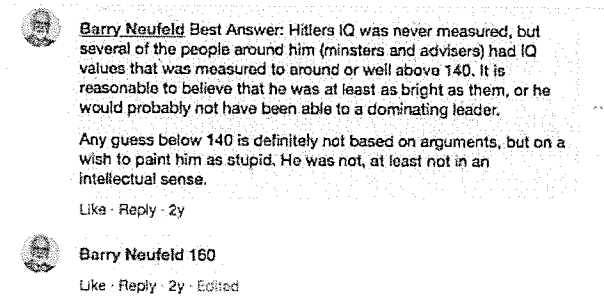 Barry Neufeld Best Answer: Hitlers IQ was never measured, but
several of the people around him (minsters and advisers) had IQ
values that was measured to around or well above 140. It is
reasonable to believe that he was at least as bright as them, or he
would probably not have been able to a dominating leader.
Any guess below 140 is definitely not based on arguments, but on a
wish to paint him as stupid. He was not, at least not in an
intellectual sense.
Like · Reply · 2y
Barry Neufeld 160
Like · Reply · 2y · Edited